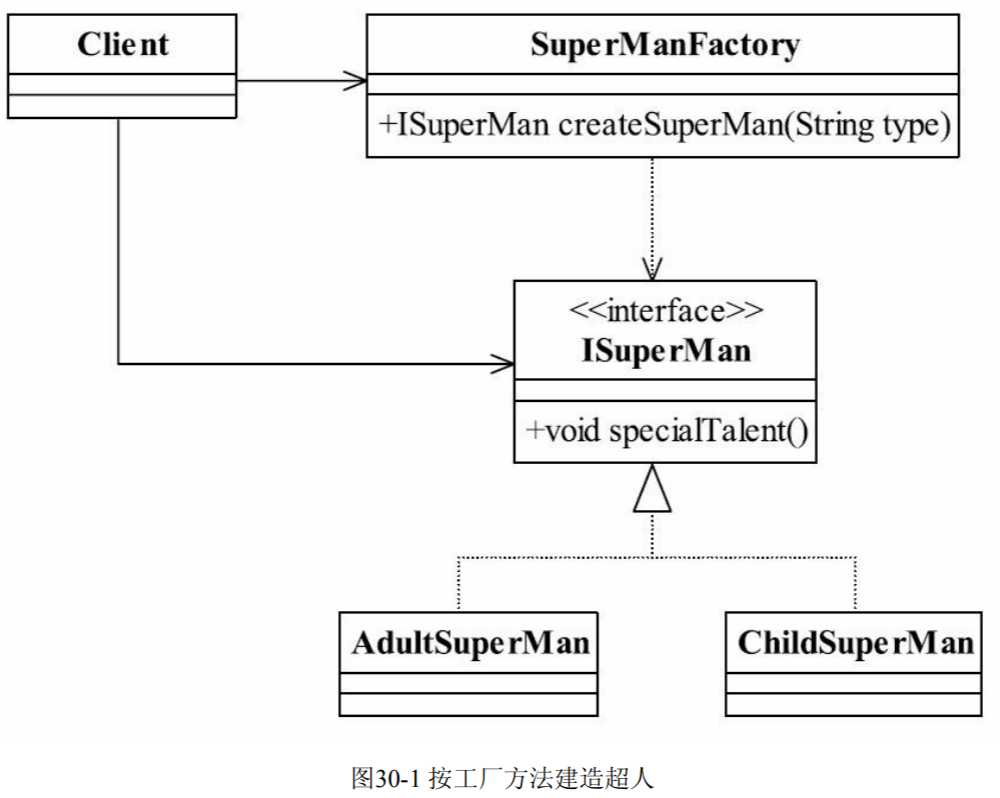 Client
SuperManFactory
+ISuperMan createSuperMan(String type)
<<interface>>
ISuperMan
+void specialTalent()
AdultSuperMan
ChildSuperMan
图30-1 按工厂方法建造超人